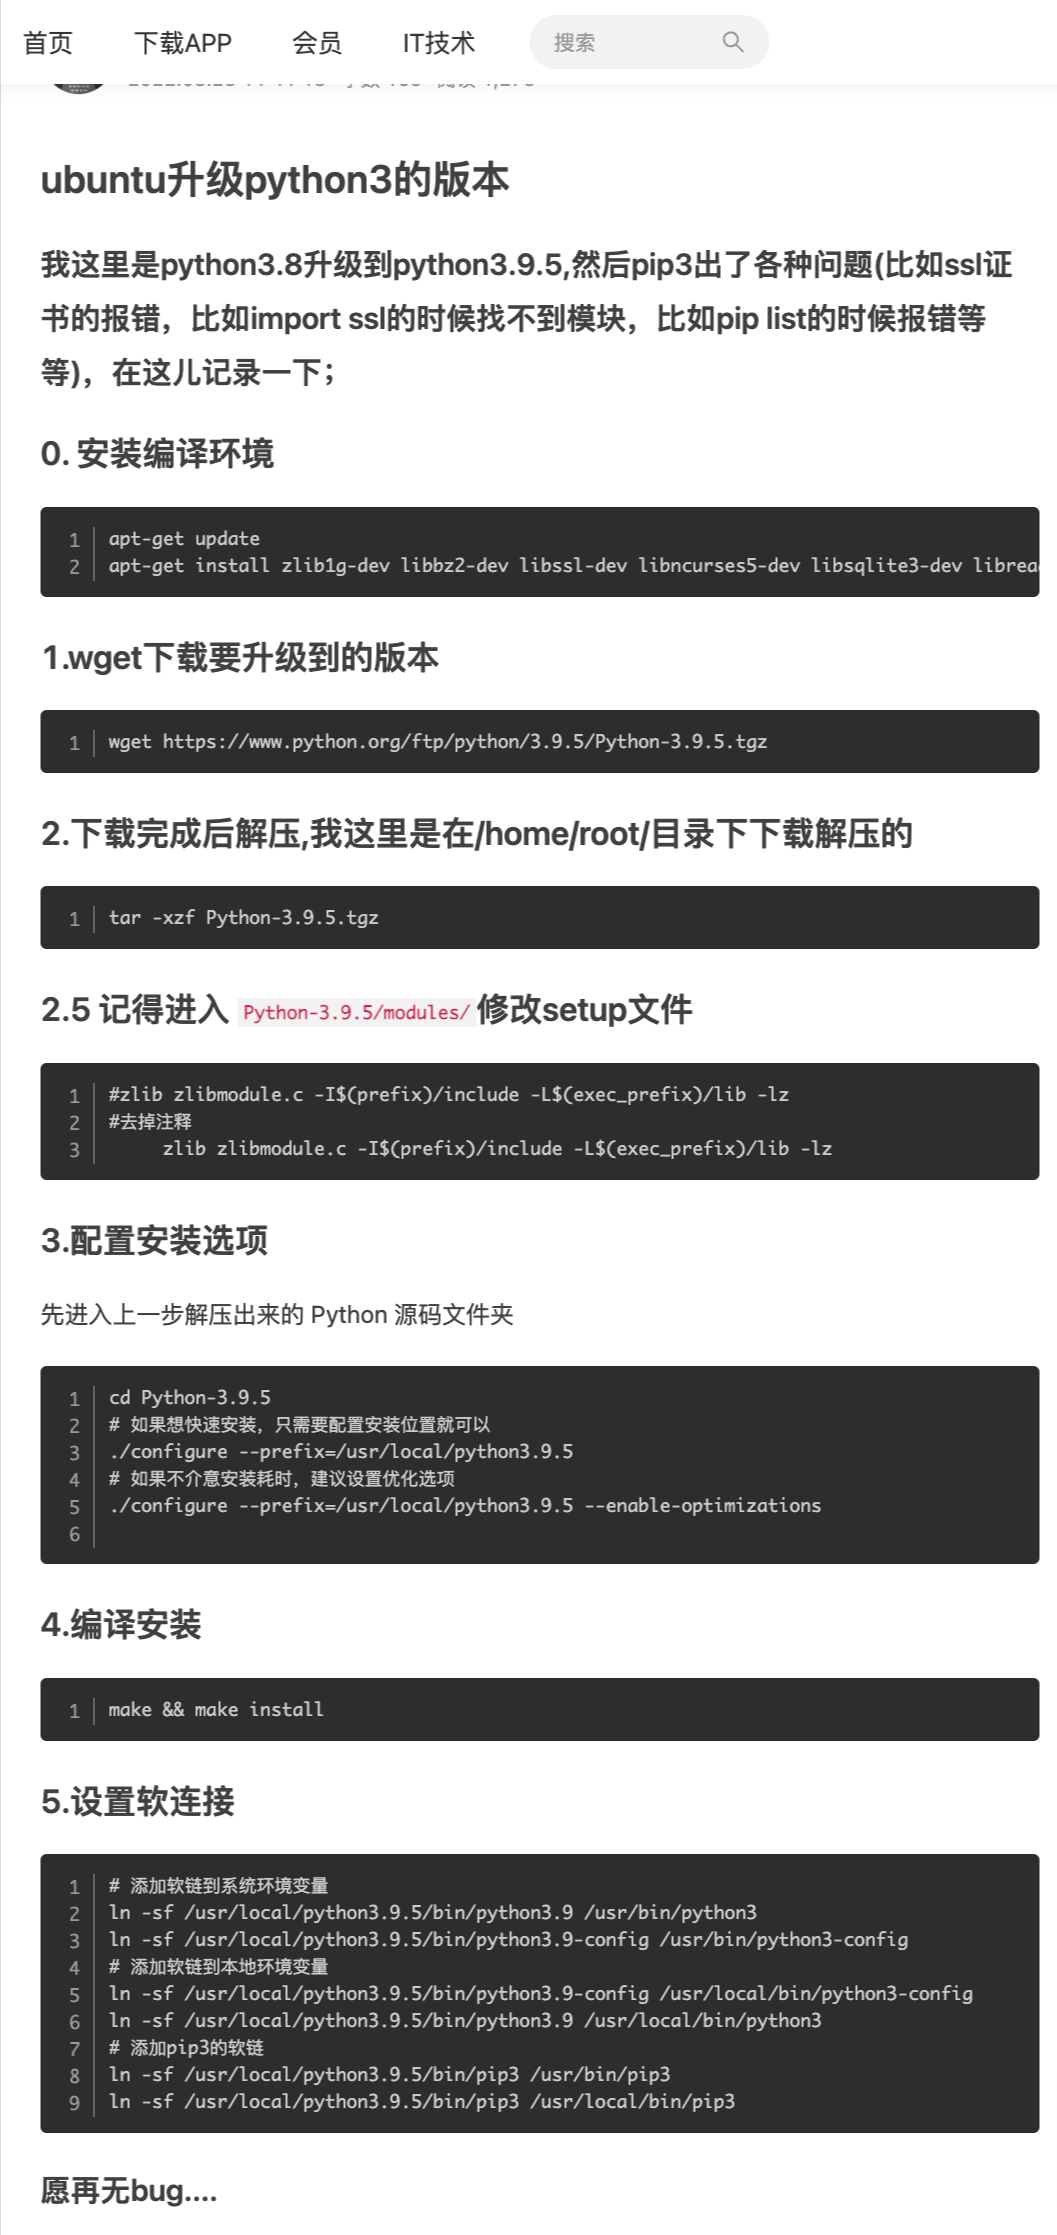 首页 下载APP 会员 IT技术 搜索
ubuntu升级python3的版本
我这里是python3.8升级到python3.9.5,然后pip3出了各种问题(比如ssl证
书的报错，比如import ssl的时候找不到模块，比如pip list的时候报错等
等)，在这儿记录一下；
0. 安装编译环境
1 apt-get update
2 apt-get install zlib1g-dev libbz2-dev libssl-dev libncurses5-dev libsqlite3-dev
1.wget下载要升级到的版本
1 wget https://www.python.org/ftp/python/3.9.5/Python-3.9.5.tgz
2.下载完成后解压,我这里是在/home/root/目录下下载解压的
1 tar -xzf Python-3.9.5.tgz
2.5 记得进入 Python-3.9.5/modules/ 修改setup文件
1 #zlib zlibmodule.c -I$(prefix)/include -L$(exec_prefix)/lib -lz
2 #去掉注释
3 zlib zlibmodule.c -I$(prefix)/include -L$(exec_prefix)/lib -lz
3.配置安装选项
先进入上一步解压出来的 Python 源码文件夹
1 cd Python-3.9.5
2 # 如果想快速安装，只需要配置安装位置就可以
3 ./configure --prefix=/usr/local/python3.9.5
4 # 如果不介意安装耗时，建议设置优化选项
5 ./configure --prefix=/usr/local/python3.9.5 --enable-optimizations
6
4.编译安装
1 make && make install
5.设置软连接
1 # 添加软链到系统环境变量
2 ln -sf /usr/local/python3.9.5/bin/python3.9 /usr/bin/python3
3 ln -sf /usr/local/python3.9.5/bin/python3.9-config /usr/bin/python3-config
4 # 添加软链到本地环境变量
5 ln -sf /usr/local/python3.9.5/bin/python3.9-config /usr/local/bin/python3-config
6 ln -sf /usr/local/python3.9.5/bin/python3.9 /usr/local/bin/python3
7 # 添加pip3的软链
8 ln -sf /usr/local/python3.9.5/bin/pip3 /usr/bin/pip3
9 ln -sf /usr/local/python3.9.5/bin/pip3 /usr/local/bin/pip3
愿再无bug....